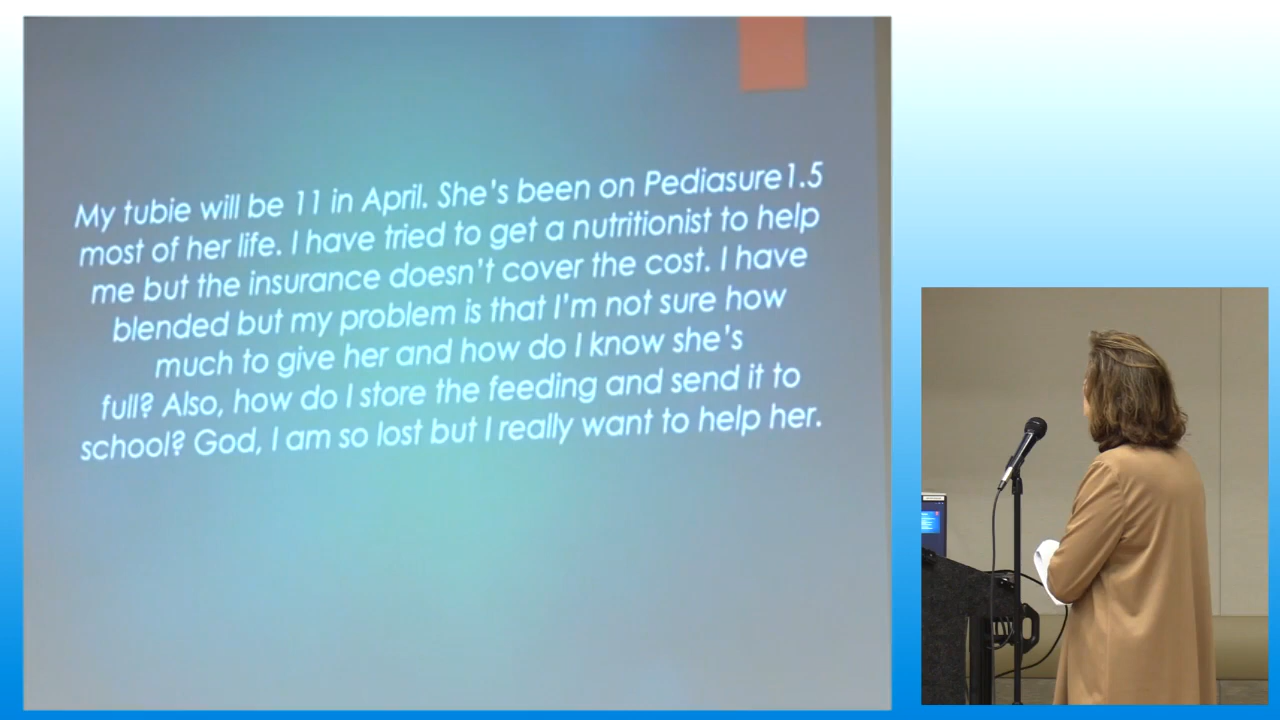 My tubie will be 11 in April. She's been on Pediasure1.5
most of her life. I have tried to get a nutritionist to help
me but the insurance doesn't cover the cost. I have
blended but my problem is that I'm not sure how
much to give her and how do I know she's
full? Also, how do I store the feeding and send it to
school? God, I am so lost but I really want to help her.